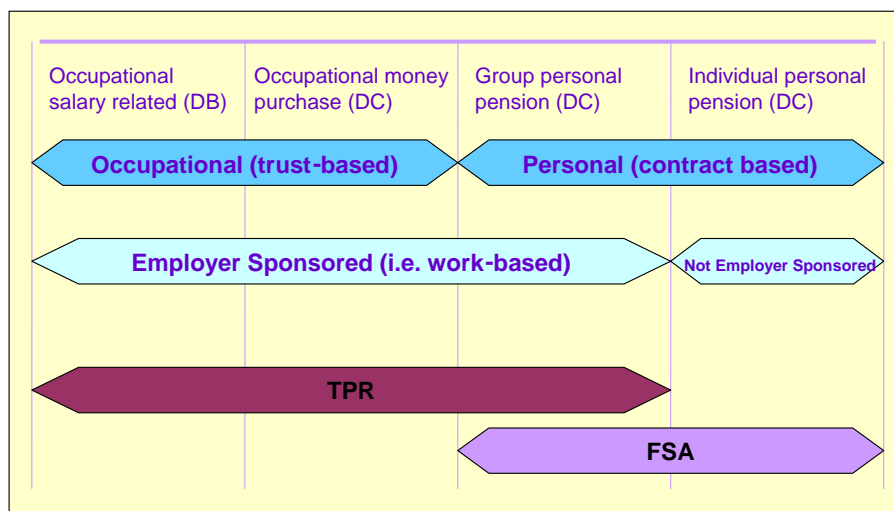 Occupational
salary related (DB)
Occupational money
purchase (DC)
Group personal
pension (DC)
Individual personal
pension (DC)
Occupational (trust-based)
Personal (contract based)
Employer Sponsored (i.e. work-based)
Not Employer Sponsored
TPR
FSA